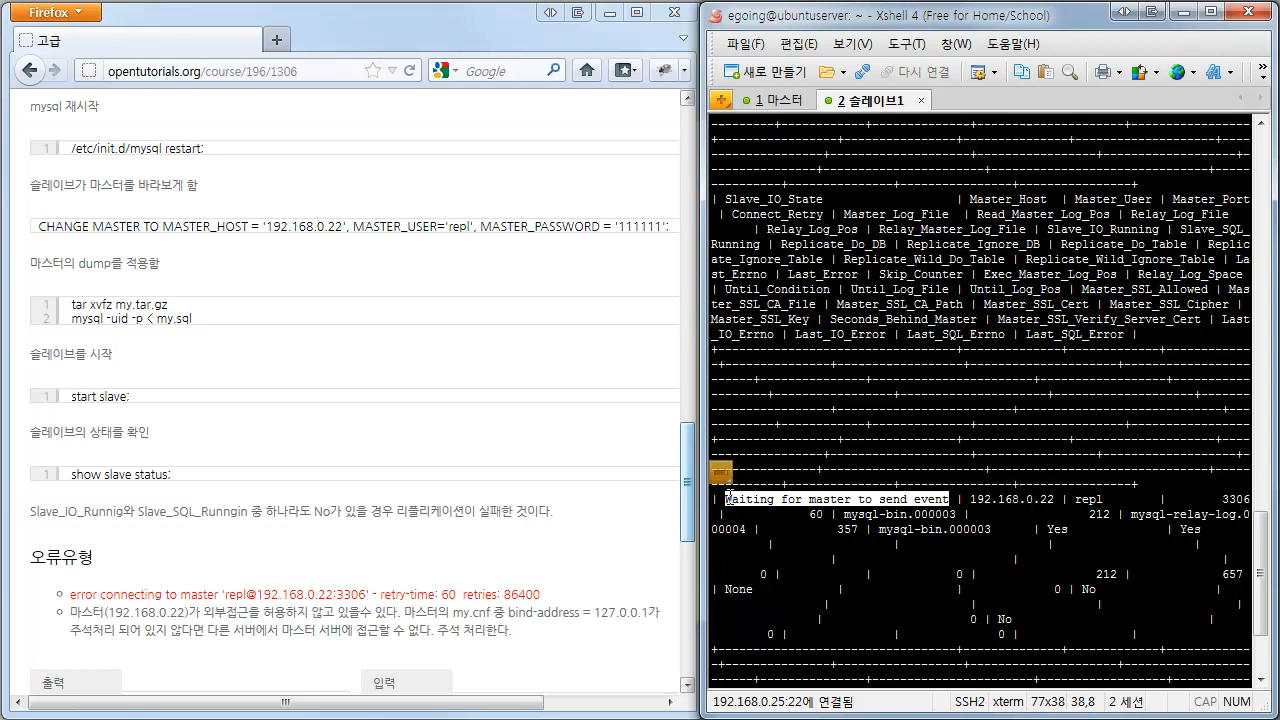 Firefox
고급
opentutorials.org/course/196/1306
Google
mysql 재시작
1 /etc/init.d/mysql restart;
슬레이브가 마스터를 바라보게 함
CHANGE MASTER TO MASTER_HOST = '192.168.0.22', MASTER_USER='repl', MASTER_PASSWORD = '111111';
마스터의 dump를 적용함
1 tar xvfz my.tar.gz
2 mysql -uid -p < my.sql
슬레이브를 시작
1 start slave;
슬레이브의 상태를 확인
1 show slave status;
Slave_IO_Runnig와 Slave_SQL_Runngin 중 하나라도 No가 있을 경우 리플리케이션이 실패한 것이다.
오류유형
error connecting to master 'repl@192.168.0.22:3306' - retry-time: 60 retries: 86400
마스터(192.168.0.22)가 외부접근을 허용하지 않고 있을수 있다. 마스터의 my.cnf 중 bind-address = 127.0.0.1가
주석처리 되어 있지 않다면 다른 서버에서 마스터 서버에 접근할 수 없다. 주석 처리한다.
출력 입력
egoing@ubuntuserver: ~ - Xshell 4 (Free for Home/School)
파일(F) 편집(E) 보기(V) 도구(T) 창(W) 도움말(H)
새로 만들기 다시 연결
1 마스터 2 슬레이브1
| Slave_IO_State | Master_Host | Master_User | Master_Port
| Connect_Retry | Master_Log_File | Read_Master_Log_Pos | Relay_Log_File
| Relay_Log_Pos | Relay_Master_Log_File | Slave_IO_Running | Slave_SQL_
Running | Replicate_Do_DB | Replicate_Ignore_DB | Replicate_Do_Table | Replic
ate_Ignore_Table | Replicate_Wild_Do_Table | Replicate_Wild_Ignore_Table | La
st_Errno | Last_Error | Skip_Counter | Exec_Master_Log_Pos | Relay_Log_Space
| Until_Condition | Until_Log_File | Until_Log_Pos | Master_SSL_Allowed | Mas
ter_SSL_CA_File | Master_SSL_CA_Path | Master_SSL_Cert | Master_SSL_Cipher |
Master_SSL_Key | Seconds_Behind_Master | Master_SSL_Verify_Server_Cert | Last
_IO_Errno | Last_IO_Error | Last_SQL_Errno | Last_SQL_Error |
| Waiting for master to send event | 192.168.0.22 | repl | 3306
| 60 | mysql-bin.000003 | 212 | mysql-relay-log.0
00004 | 357 | mysql-bin.000003 | Yes | Yes
| | | |
| | |
0 | | 0 | 212 | 657
| None | | 0 | No
| | |
| 0 | No |
0 | | 0 | |
192.168.0.25:22에 연결됨 SSH2 xterm 77x38 38,8 2 세션 CAP NUM